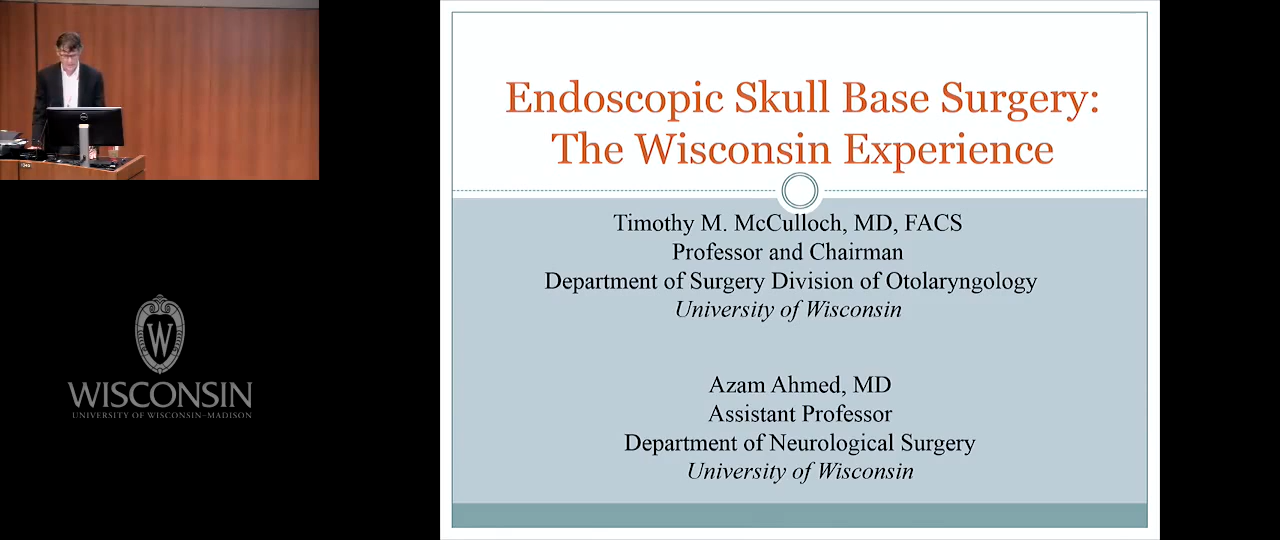 Endoscopic Skull Base Surgery:
The Wisconsin Experience
Timothy M. McCulloch, MD, FACS
Professor and Chairman
Department of Surgery Division of Otolaryngology
University of Wisconsin
Azam Ahmed, MD
Assistant Professor
Department of Neurological Surgery
University of Wisconsin
W
WISCONSIN
UNIVERSITY OF WISCONSIN–MADISON